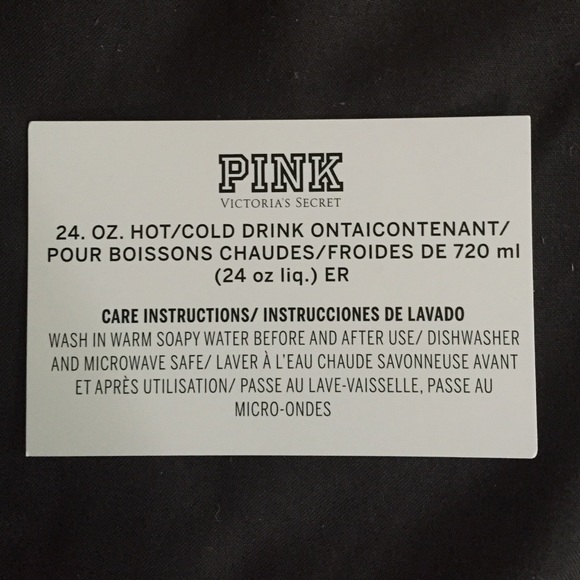 PINK
VICTORIA'S SECRET
24. OZ. HOT/COLD DRINK ONTAICONTENANT/
POUR BOISSONS CHAUDES/FROIDES DE 720 ml
(24 oz liq.) ER
CARE INSTRUCTIONS/ INSTRUCCIONES DE LAVADO
WASH IN WARM SOAPY WATER BEFORE AND AFTER USE/ DISHWASHER
AND MICROWAVE SAFE/ LAVER À L'EAU CHAUDE SAVONNEUSE AVANT
ET APRÈS UTILISATION/ PASSE AU LAVE-VAISSELLE, PASSE AU
MICRO-ONDES